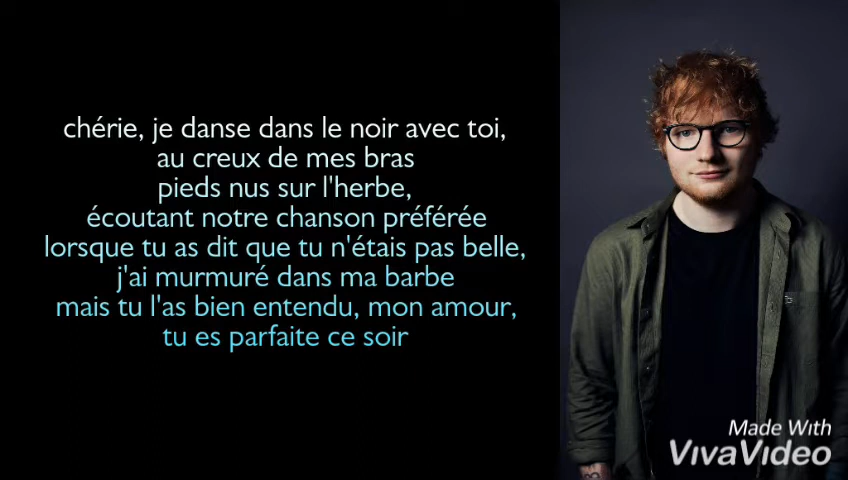 chérie, je danse dans le noir avec toi,
au creux de mes bras
pieds nus sur l'herbe,
écoutant notre chanson préférée
lorsque tu as dit que tu n'étais pas belle,
j'ai murmuré dans ma barbe
mais tu l'as bien entendu, mon amour,
tu es parfaite ce soir
Made With
VivaVideo